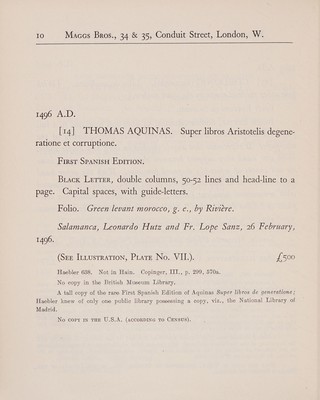 10 Maggs Bros., 34 & 35, Conduit Street, London, W.
1496 A.D.
[14] THOMAS AQUINAS. Super libros Aristotelis degene-
ratione et corruptione.
First Spanish Edition.
Black Letter, double columns, 50-52 lines and head-line to a
page. Capital spaces, with guide-letters.
Folio. Green levant morocco, g. e., by Rivière.
Salamanca, Leonardo Hutz and Fr. Lope Sanz, 26 February,
1496.
(See Illustration, Plate No. VII.). £500
Haebler 638. Not in Hain. Copinger, III., p. 299, 570a.
No copy in the British Museum Library.
A tall copy of the rare First Spanish Edition of Aquinas Super libros de generatione;
Haebler knew of only one public library possessing a copy, viz., the National Library of
Madrid.
No copy in the U.S.A. (according to Census).